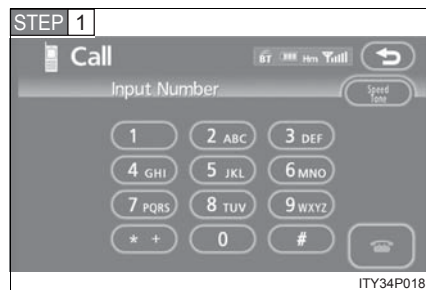 STEP 1
Call
BT Hm
Input Number
Speed Tone
1 2 ABC 3 DEF
4 GHI 5 JKL 6 MNO
7 PQRS 8 TUV 9 WXYZ
* + 0 #
ITY34P018